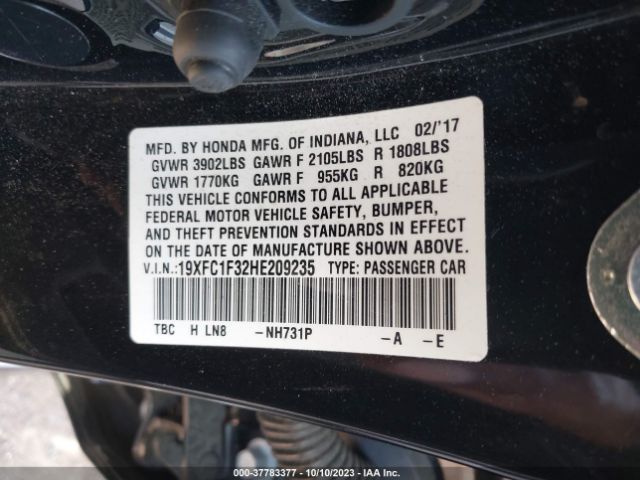 MFD. BY HONDA MFG. OF INDIANA, LLC 02/'17
GVWR 3902LBS GAWR F 2105LBS R 1808LBS
GVWR 1770KG GAWR F 955KG R 820KG
THIS VEHICLE CONFORMS TO ALL APPLICABLE
FEDERAL MOTOR VEHICLE SAFETY, BUMPER,
AND THEFT PREVENTION STANDARDS IN EFFECT
ON THE DATE OF MANUFACTURE SHOWN ABOVE.
V.I.N.:19XFC1F32HE209235 TYPE: PASSENGER CAR
TBC H LN8 -NH731P -A -E
000-37783377 - 10/10/2023 - IAA Inc.